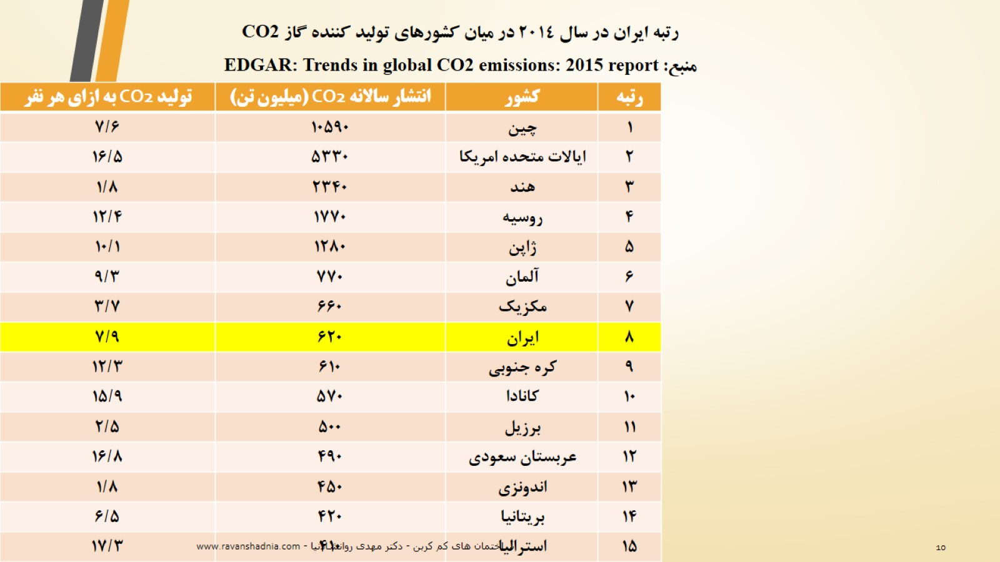 رتبه ایران در سال ۲۰۱٤ در میان کشورهای تولید کننده گاز CO2
منبع: EDGAR: Trends in global CO2 emissions: 2015 report
رتبه کشور انتشار سالانه CO2 (میلیون تن) تولید CO2 به ازای هر نفر
۱ چین ۱۰۵۹۰ ۷/۶
۲ ایالات متحده امریکا ۵۳۳۰ ۱۶/۵
۳ هند ۲۳۴۰ ۱/۸
۴ روسیه ۱۷۷۰ ۱۲/۴
۵ ژاپن ۱۲۸۰ ۱۰/۱
۶ آلمان ۷۷۰ ۹/۳
۷ مکزیک ۶۶۰ ۳/۷
۸ ایران ۶۲۰ ۷/۹
۹ کره جنوبی ۶۱۰ ۱۲/۳
۱۰ کانادا ۵۷۰ ۱۵/۹
۱۱ برزیل ۵۰۰ ۲/۵
۱۲ عربستان سعودی ۴۹۰ ۱۶/۸
۱۳ اندونزی ۴۵۰ ۱/۸
۱۴ بریتانیا ۴۲۰ ۶/۵
۱۵ استرالیا ۴۱۰ ۱۷/۳
ساختمان های کم کربن - دکتر مهدی روانشادنیا - www.ravanshadnia.com
10